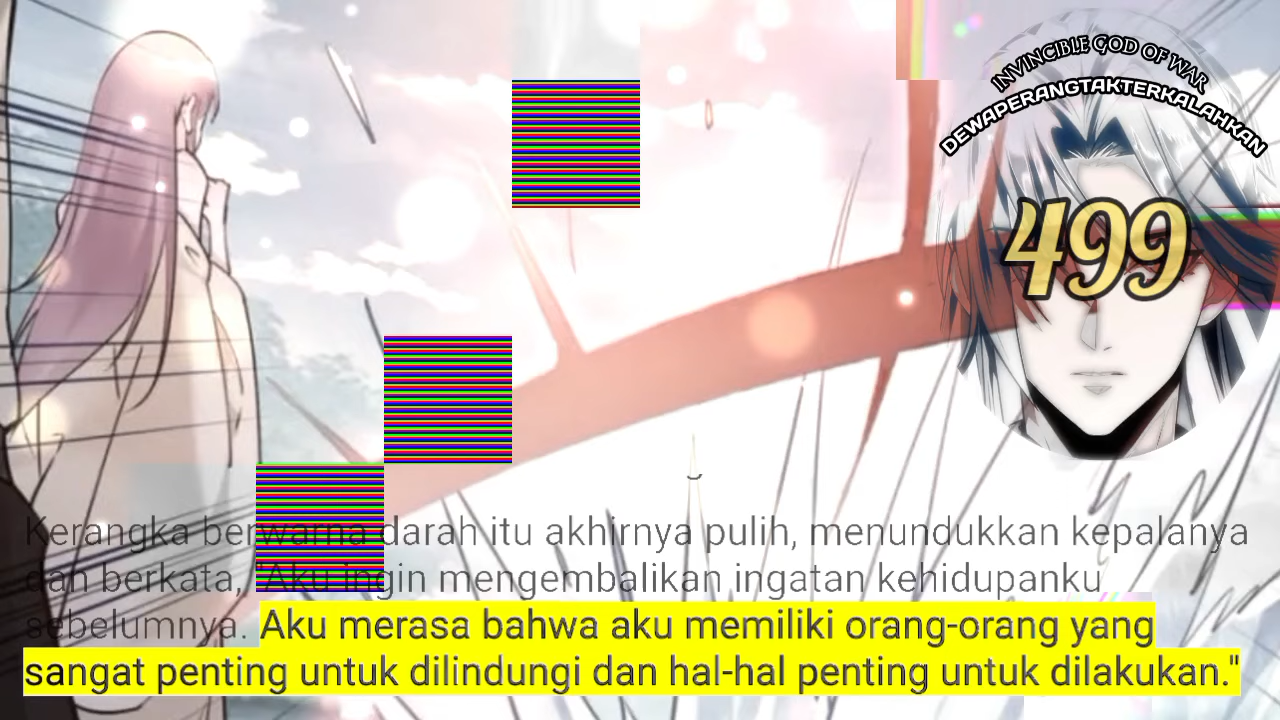 INVINCIBLE GOD OF WAR
DEWAPERANGTAKTERKALAHKAN
499
Kerangka berwarna darah itu akhirnya pulih, menundukkan kepalanya
dan berkata, "Aku ingin mengembalikan ingatan kehidupanku
sebelumnya. Aku merasa bahwa aku memiliki orang-orang yang
sangat penting untuk dilindungi dan hal-hal penting untuk dilakukan."